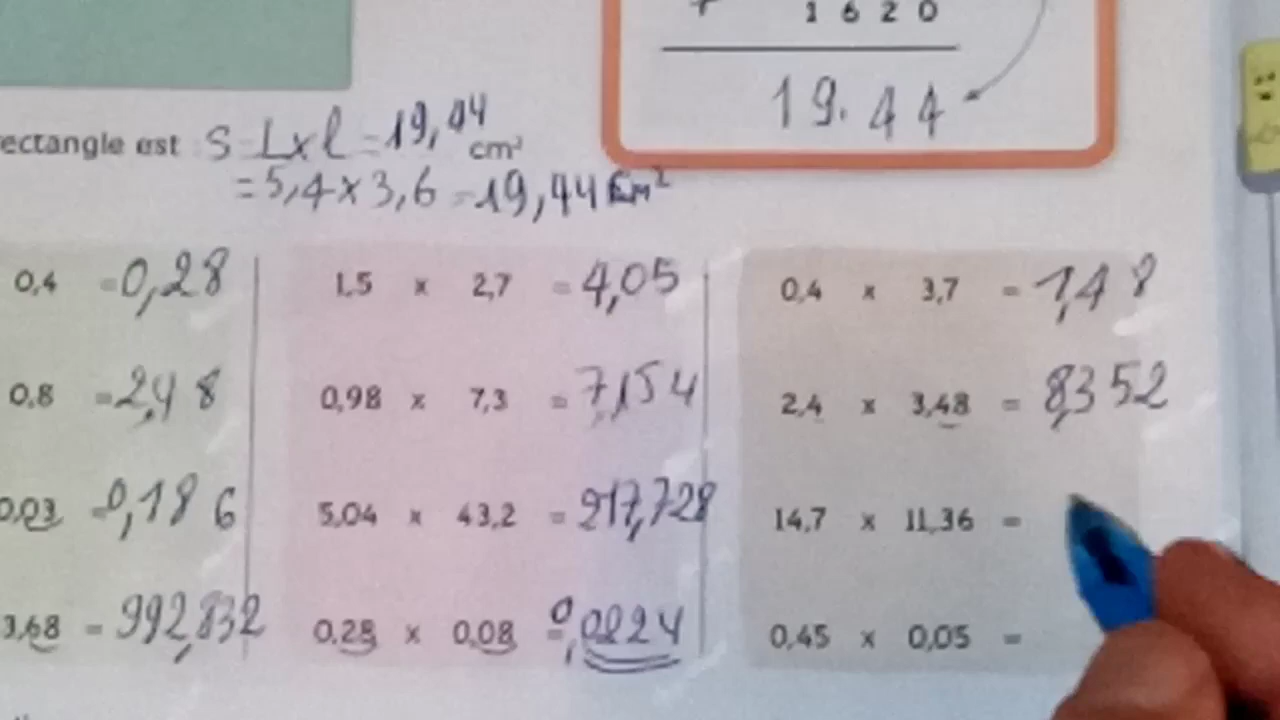 1 6 2 0
19.44
ectangle est S = L x l = 19,44 cm²
= 5,4 x 3,6 = 19,44 cm²
0,4 = 0,28 1,5 x 2,7 = 4,05 0,4 x 3,7 = 1,48
0,8 = 2,48 0,98 x 7,3 = 7,154 2,4 x 3,48 = 8,352
0,03 = 0,186 5,04 x 43,2 = 217,728 14,7 x 11,36 =
3,68 = 992,832 0,28 x 0,08 = 0,0224 0,45 x 0,05 =